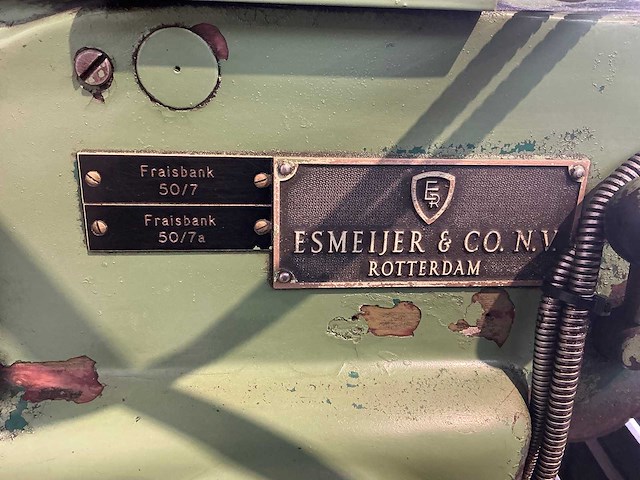 Fraisbank
50/7
Fraisbank
50/7a
ER
ESMEIJER & CO. N.V.
ROTTERDAM